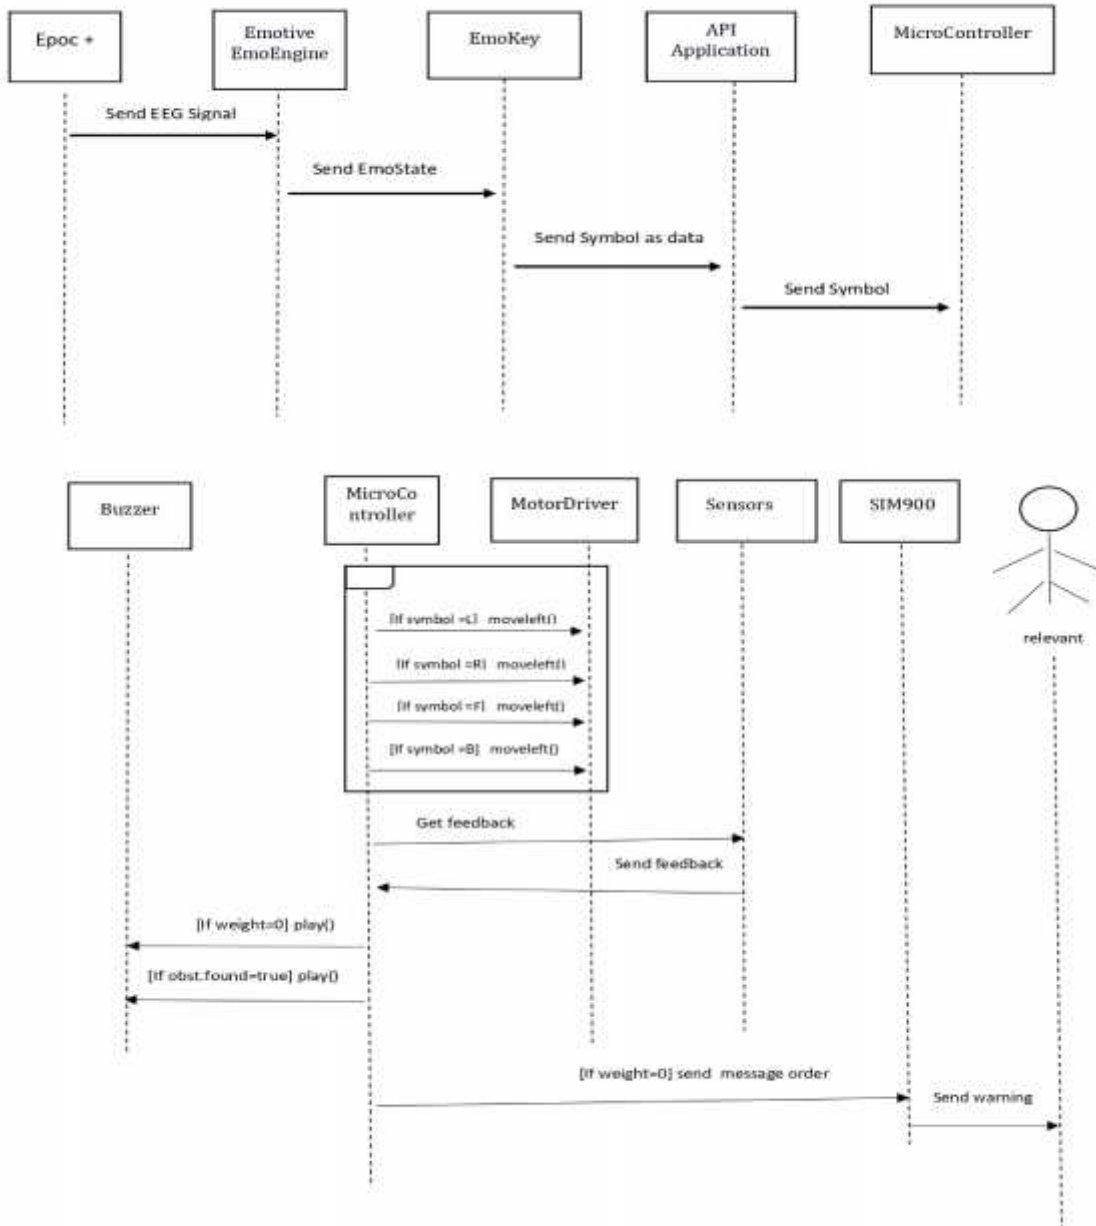 Epoc +
Emotive
EmoEngine
EmoKey
API
Application
MicroController
Send EEG Signal
Send EmoState
Send Symbol as data
Send Symbol
Buzzer
MicroCo
ntroller
MotorDriver
Sensors
SIM900
relevant
[If symbol =L] moveleft()
[If symbol =R] moveleft()
[If symbol =F] moveleft()
[If symbol =B] moveleft()
Get feedback
Send feedback
[If weight=0] play()
[If obst.found=true] play()
[If weight=0] send message order
Send warning